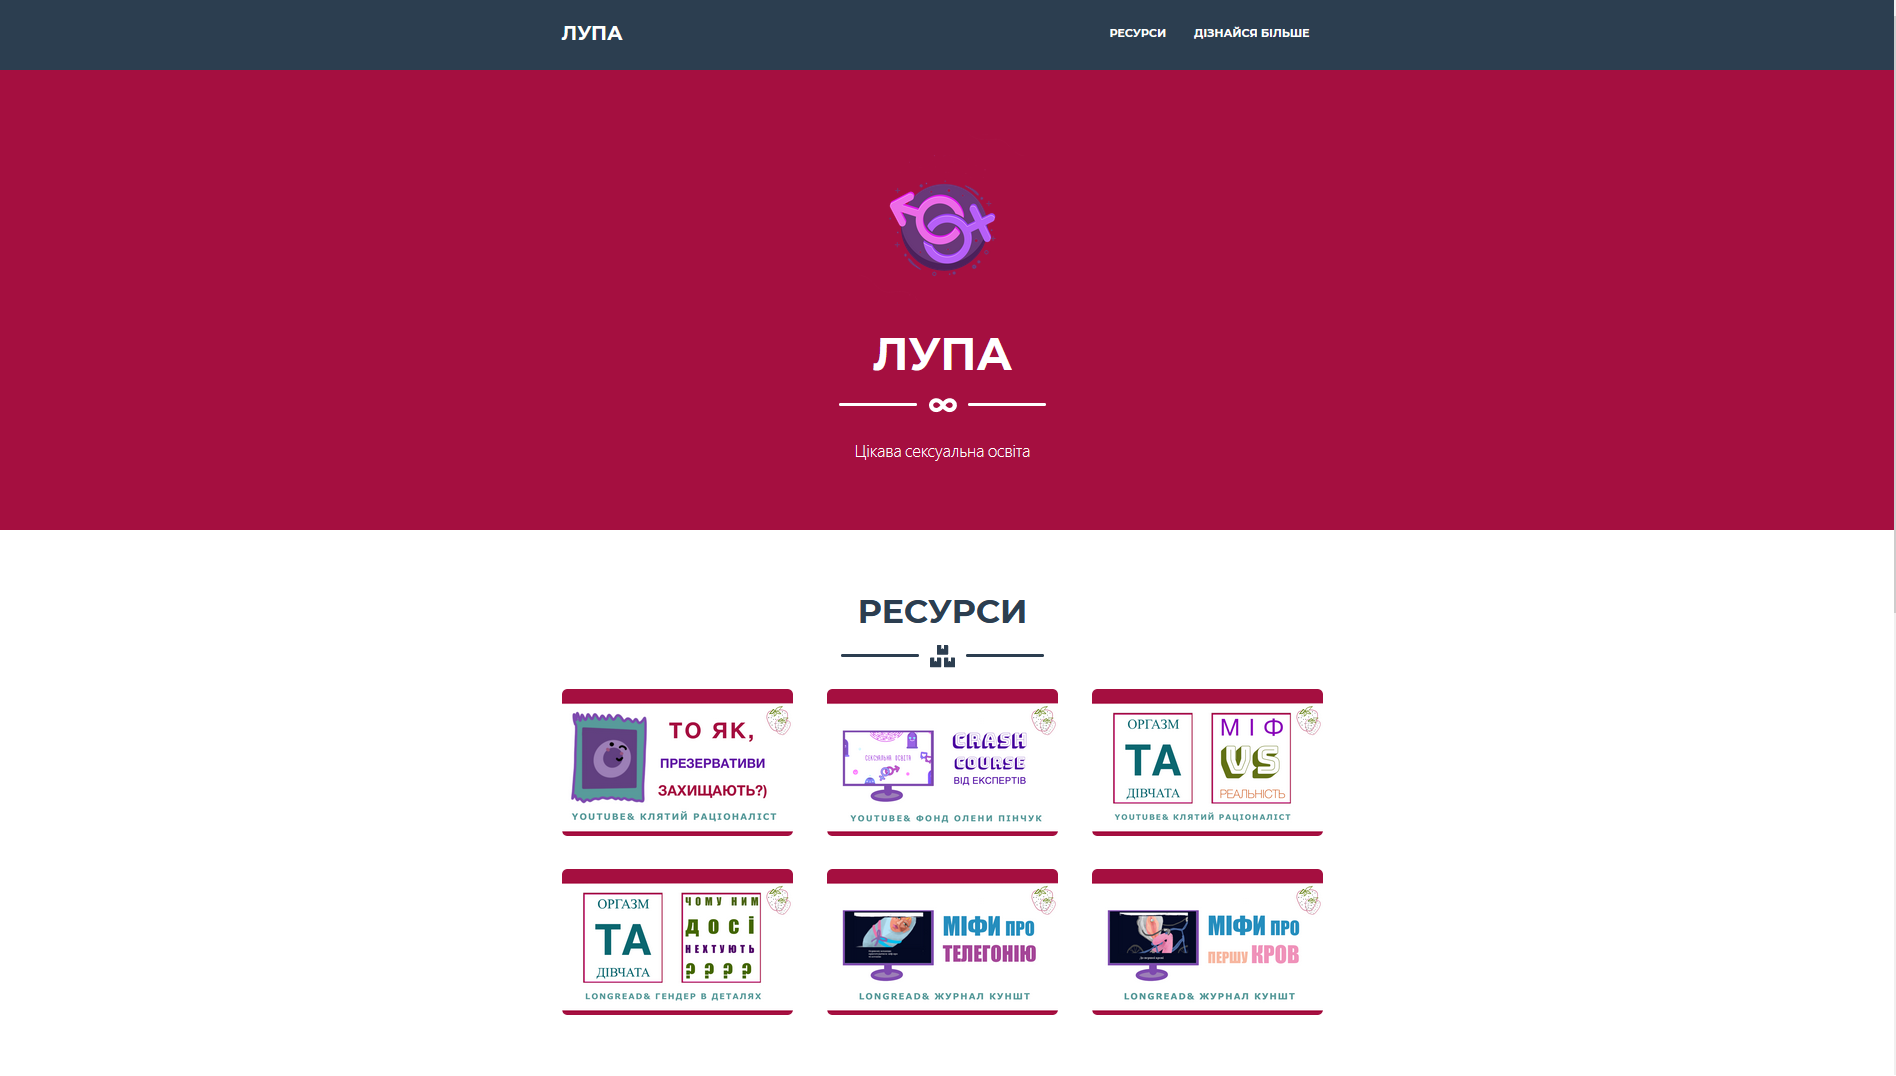 ЛУПА
РЕСУРСИ
ДІЗНАЙСЯ БІЛЬШЕ
ЛУПА
Цікава сексуальна освіта
РЕСУРСИ
ТО ЯК,
ПРЕЗЕРВАТИВИ
ЗАХИЩАЮТЬ?)
YOUTUBE& КЛЯТИЙ РАЦІОНАЛІСТ
СЕКСУАЛЬНА ОСВІТА
CRASH
COURSE
ВІД ЕКСПЕРТІВ
YOUTUBE& ФОНД ОЛЕНИ ПІНЧУК
ОРГАЗМ
ТА
ДІВЧАТА
МІФ
VS
РЕАЛЬНІСТЬ
YOUTUBE& КЛЯТИЙ РАЦІОНАЛІСТ
ОРГАЗМ
ТА
ДІВЧАТА
ЧОМУ НИМ
ДОСІ
НЕХТУЮТЬ
????
LONGREAD& ГЕНДЕР В ДЕТАЛЯХ
МІФИ ПРО
ТЕЛЕГОНІЮ
LONGREAD& ЖУРНАЛ КУНШТ
МІФИ ПРО
ПЕРШУ КРОВ
LONGREAD& ЖУРНАЛ КУНШТ